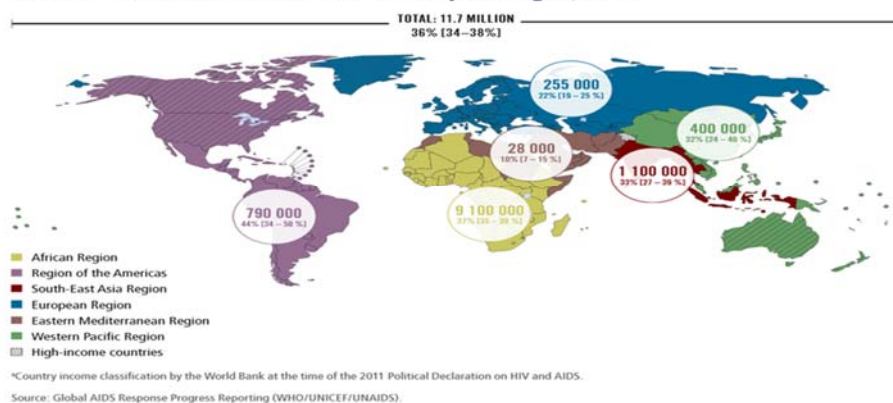 TOTAL: 11.7 MILLION
36% [34–38%]
255 000
22% [19 – 25 %]
400 000
32% [24 – 40 %]
28 000
10% [7 – 15 %]
1 100 000
33% [27 – 39 %]
790 000
44% [34 – 50 %]
9 100 000
African Region
Region of the Americas
South-East Asia Region
European Region
Eastern Mediterranean Region
Western Pacific Region
High-income countries
*Country income classification by the World Bank at the time of the 2011 Political Declaration on HIV and AIDS.
Source: Global AIDS Response Progress Reporting (WHO/UNICEF/UNAIDS).